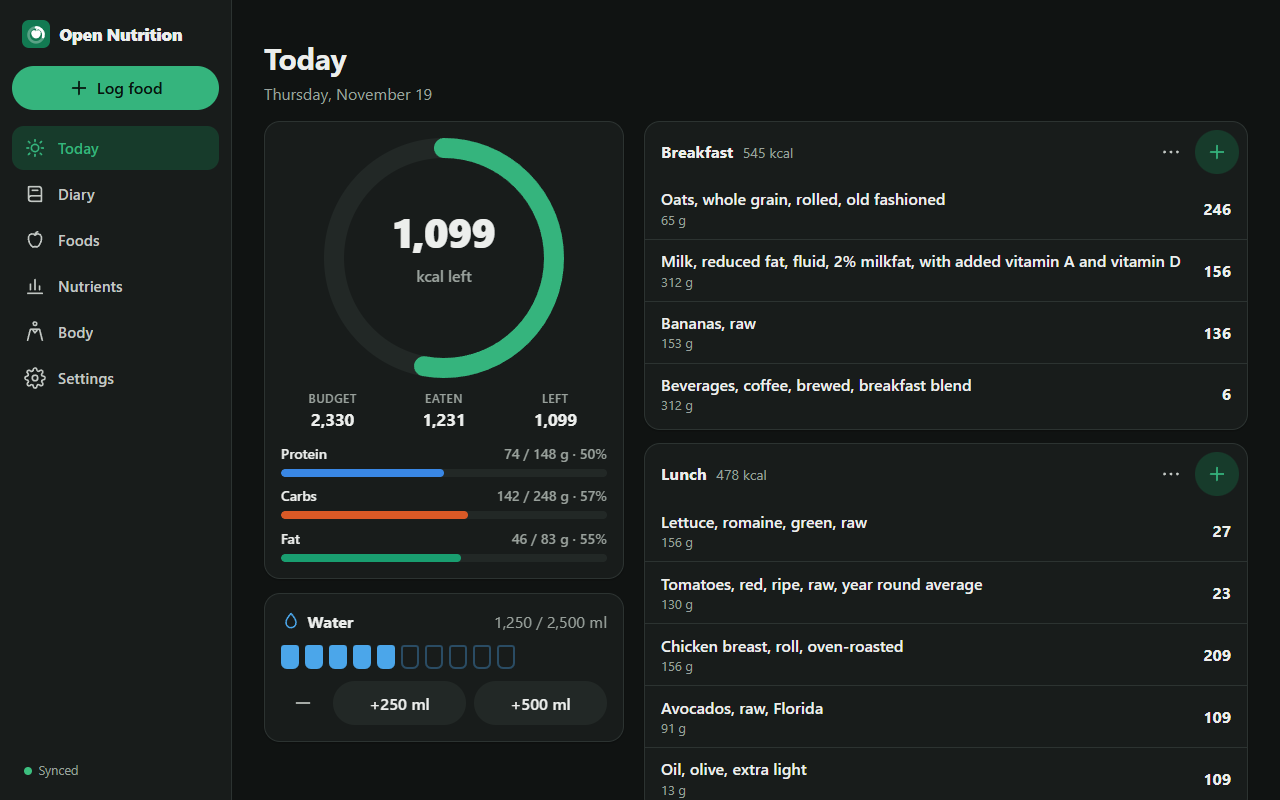 Open Nutrition
+ Log food
Today
Diary
Foods
Nutrients
Body
Settings
Synced
Today
Thursday, November 19
1,099
kcal left
BUDGET EATEN LEFT
2,330 1,231 1,099
Protein 74 / 148 g · 50%
Carbs 142 / 248 g · 57%
Fat 46 / 83 g · 55%
Water 1,250 / 2,500 ml
— +250 ml +500 ml
Breakfast 545 kcal ··· +
Oats, whole grain, rolled, old fashioned 246
65 g
Milk, reduced fat, fluid, 2% milkfat, with added vitamin A and vitamin D 156
312 g
Bananas, raw 136
153 g
Beverages, coffee, brewed, breakfast blend 6
312 g
Lunch 478 kcal ··· +
Lettuce, romaine, green, raw 27
156 g
Tomatoes, red, ripe, raw, year round average 23
130 g
Chicken breast, roll, oven-roasted 209
156 g
Avocados, raw, Florida 109
91 g
Oil, olive, extra light 109
13 g